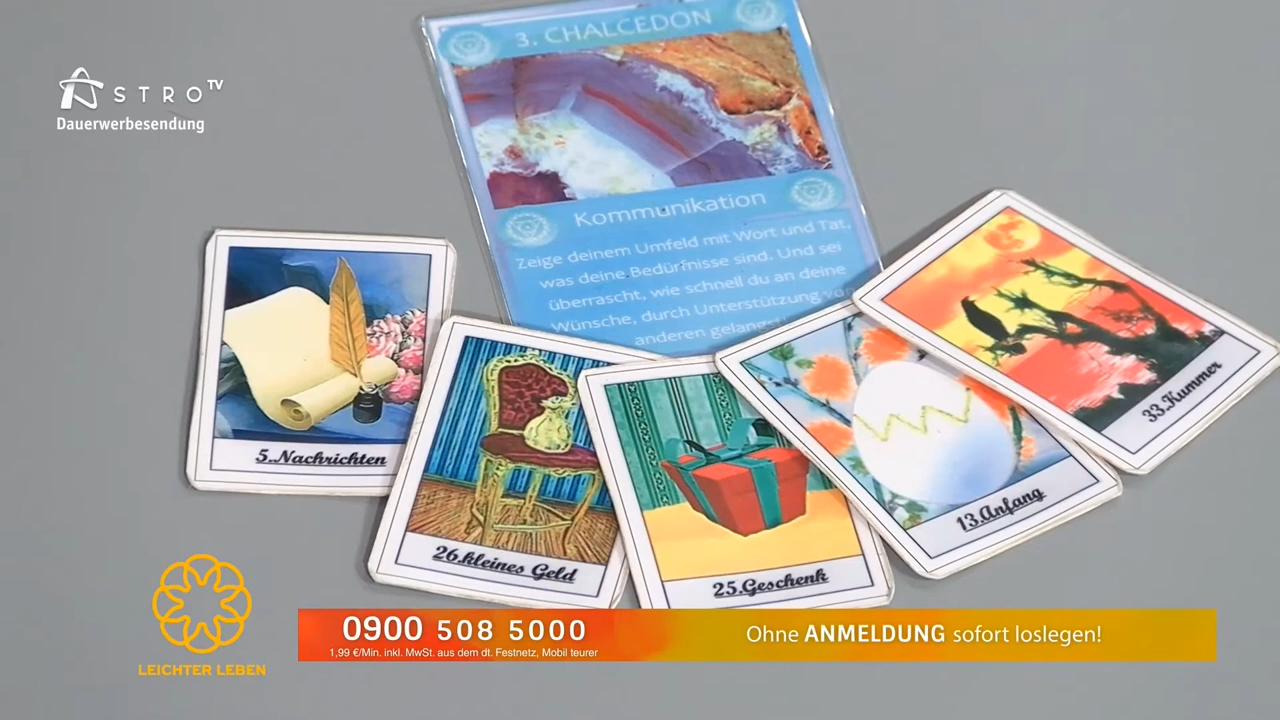 ASTRO TV
Dauerwerbesendung
3. CHALCEDON
Kommunikation
Zeige deinem Umfeld mit Wort und Tat,
was deine Bedürfnisse sind. Und sei
überrascht, wie schnell du an deine
Wünsche, durch Unterstützung von
anderen gelangst!
5.Nachrichten
26.kleines Geld
25.Geschenk
13.Anfang
33.Kummer
LEICHTER LEBEN
0900 508 5000
1,99 €/Min. inkl. MwSt. aus dem dt. Festnetz, Mobil teurer
Ohne ANMELDUNG sofort loslegen!